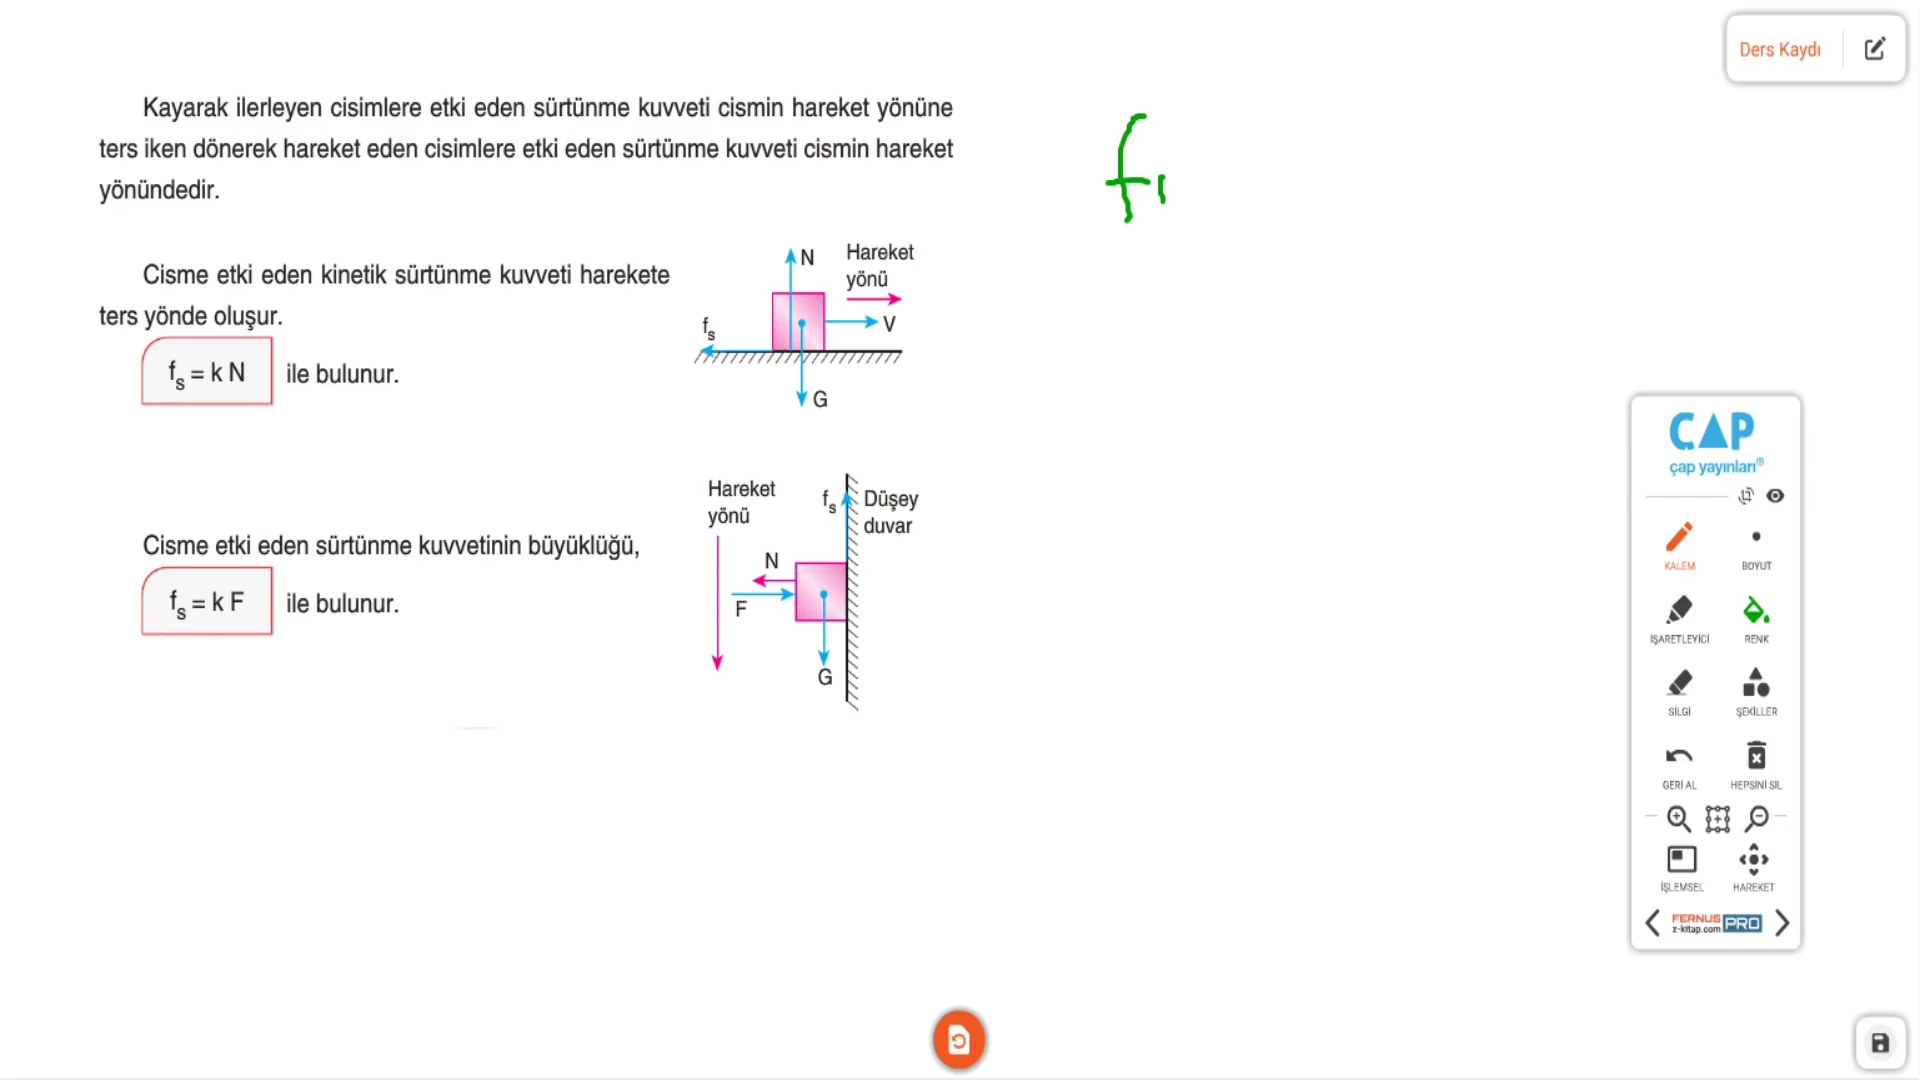 Ders Kaydı
Kayarak ilerleyen cisimlere etki eden sürtünme kuvveti cismin hareket yönüne
ters iken dönerek hareket eden cisimlere etki eden sürtünme kuvveti cismin hareket
yönündedir.
Cisme etki eden kinetik sürtünme kuvveti harekete
ters yönde oluşur.
fs = k N ile bulunur.
N
Hareket
yönü
fs
V
G
Cisme etki eden sürtünme kuvvetinin büyüklüğü,
fs = k F ile bulunur.
Hareket
yönü
fs
Düşey
duvar
N
F
G
ÇAP
çap yayınları®
KALEM
BOYUT
İŞARETLEYİCİ
RENK
SİLGİ
ŞEKİLLER
GERİ AL
HEPSİNİ SİL
İŞLEMSEL
HAREKET
FERNUS
z-kitap.com
PRO